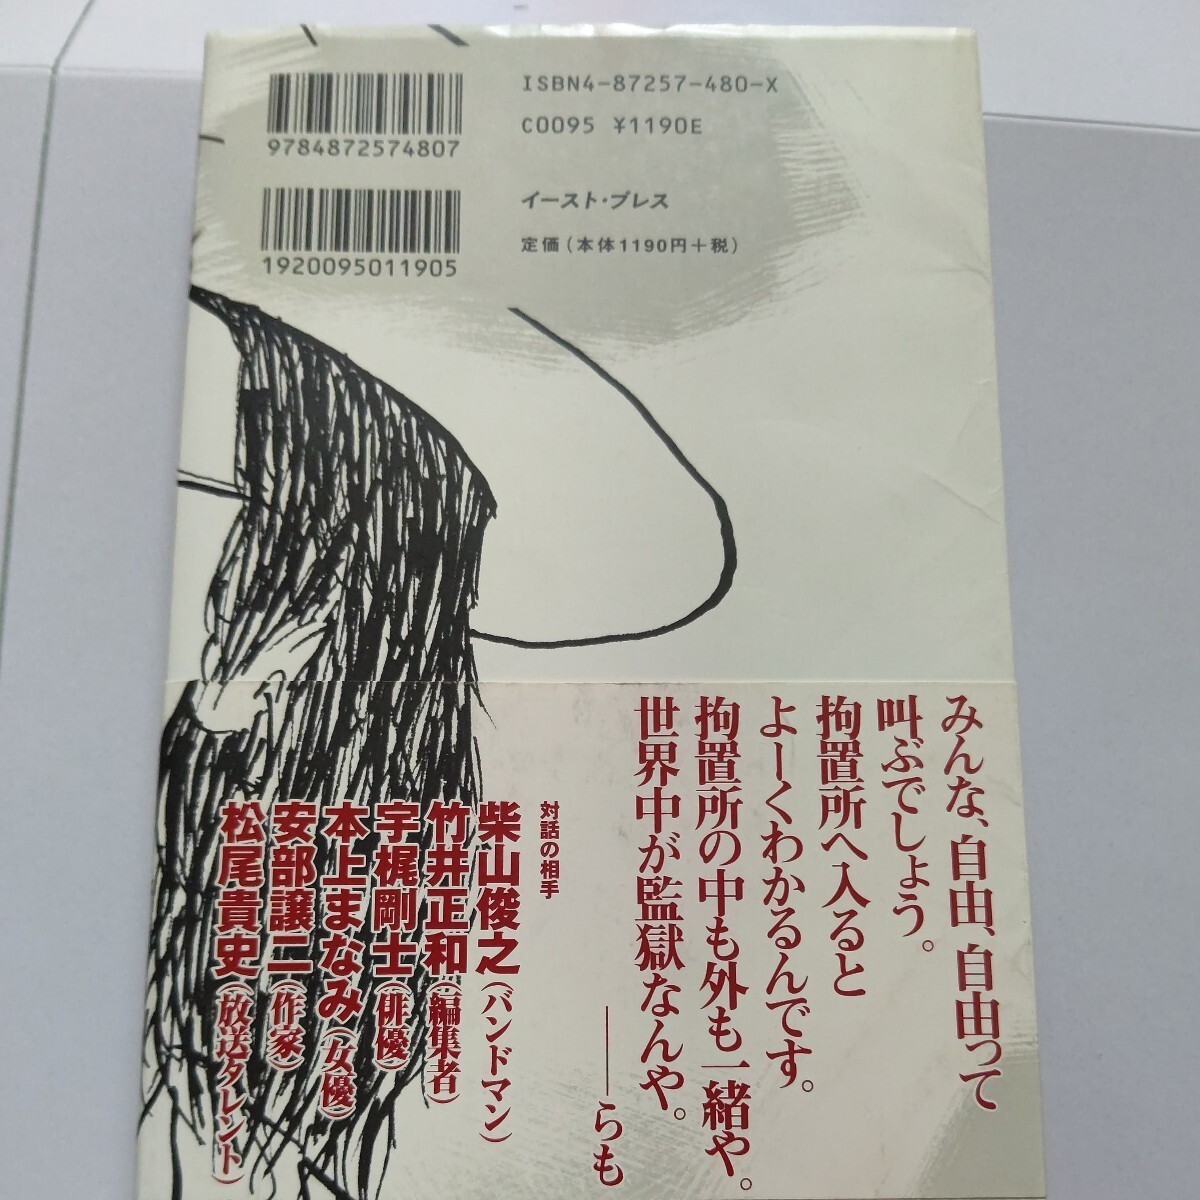 ISBN4-87257-480-X
C0095 ¥1190E
9784872574807
イースト・プレス
定価(本体1190円+税)
1920095011905
みんな、自由、自由って
叫ぶでしょう。
拘置所へ入ると
よーくわかるんです。
拘置所の中も外も一緒や。
世界中が監獄なんや。
——らも
対話の相手
柴山俊之(バンドマン)
竹井正和(編集者)
宇梶剛士(俳優)
本上まなみ(女優)
安部譲二(作家)
松尾貴史(放送タレント)